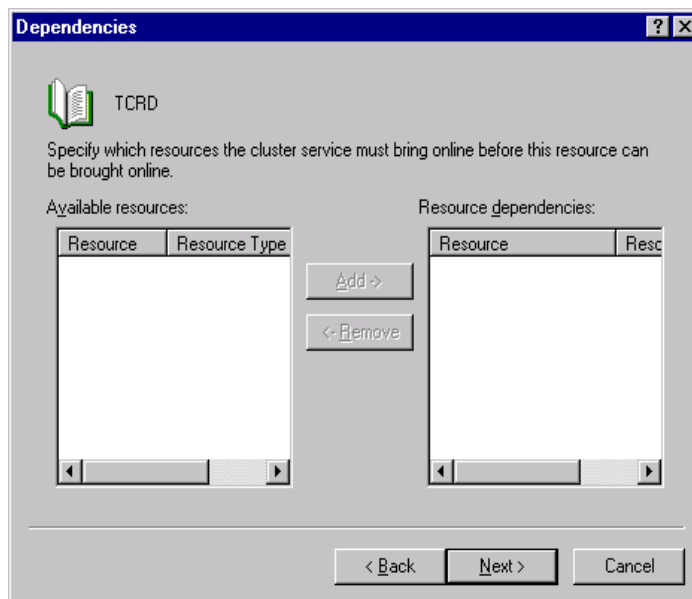 Dependencies
TCRD
Specify which resources the cluster service must bring online before this resource can
be brought online.
Available resources:
Resource dependencies:
Resource Resource Type
Resource Resc
Add ->
<- Remove
< Back Next > Cancel